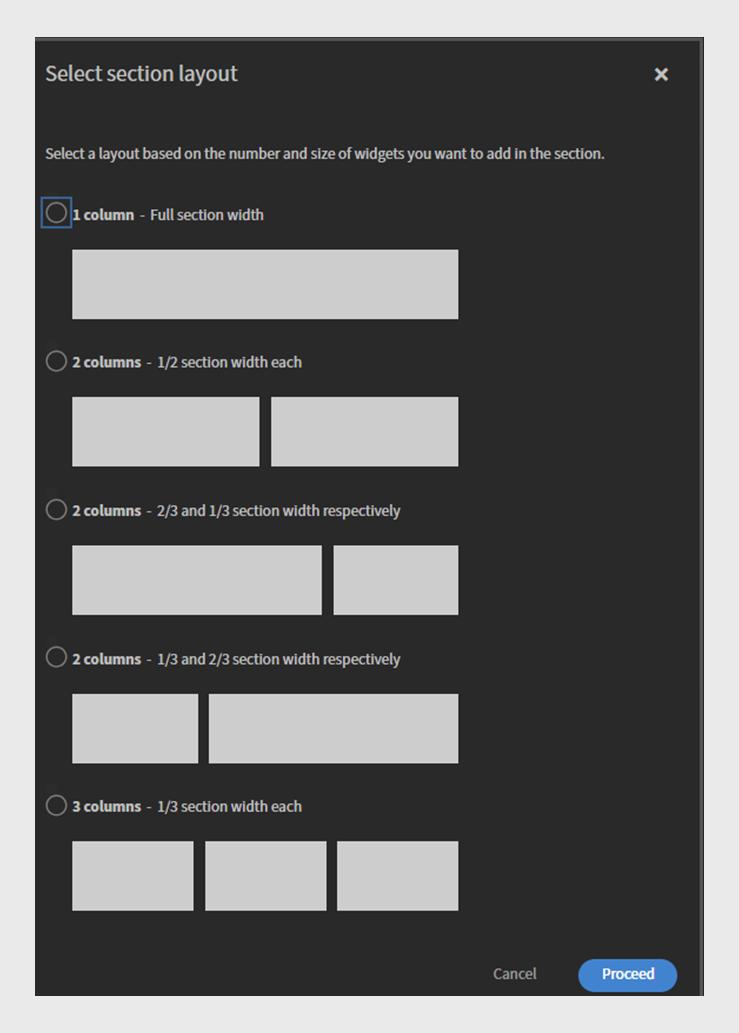 Select section layout
Select a layout based on the number and size of widgets you want to add in the section.
1 column - Full section width
2 columns - 1/2 section width each
2 columns - 2/3 and 1/3 section width respectively
2 columns - 1/3 and 2/3 section width respectively
3 columns - 1/3 section width each
Cancel Proceed